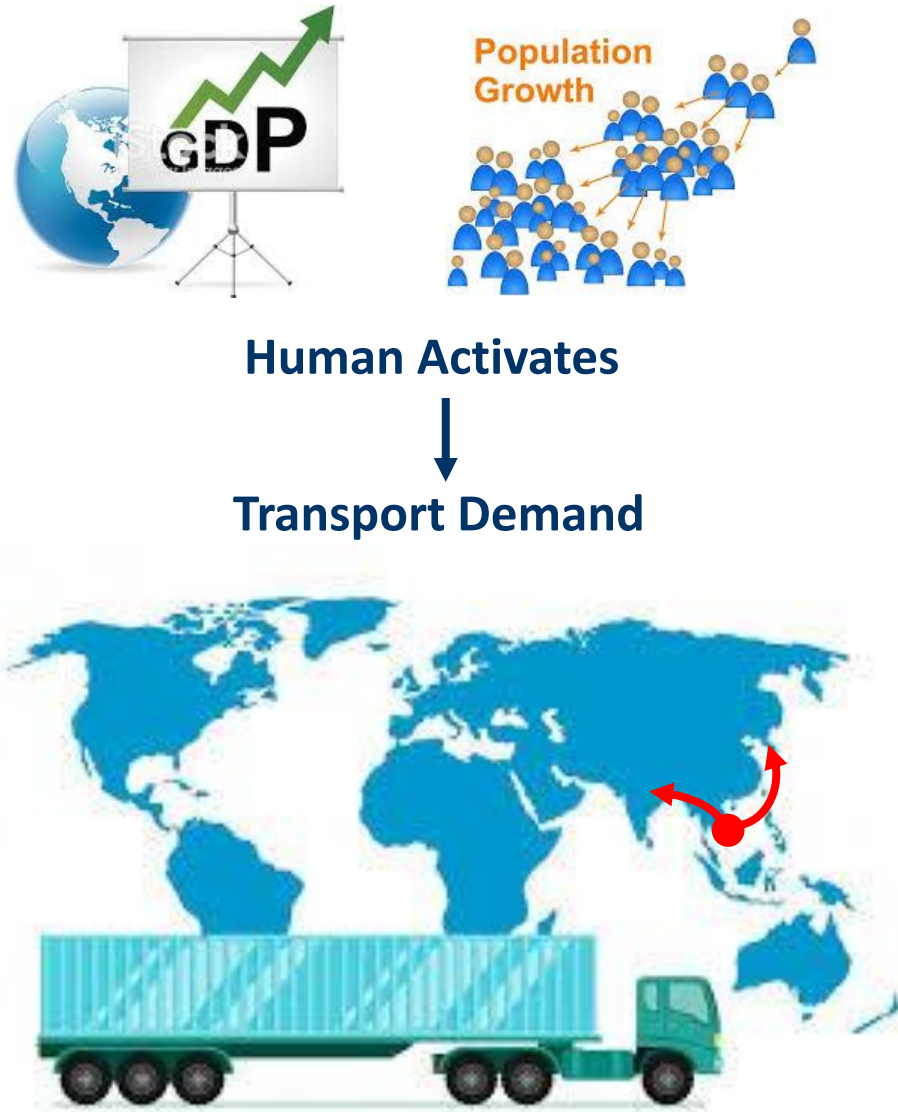 GDP
Population
Growth
Human Activates
Transport Demand